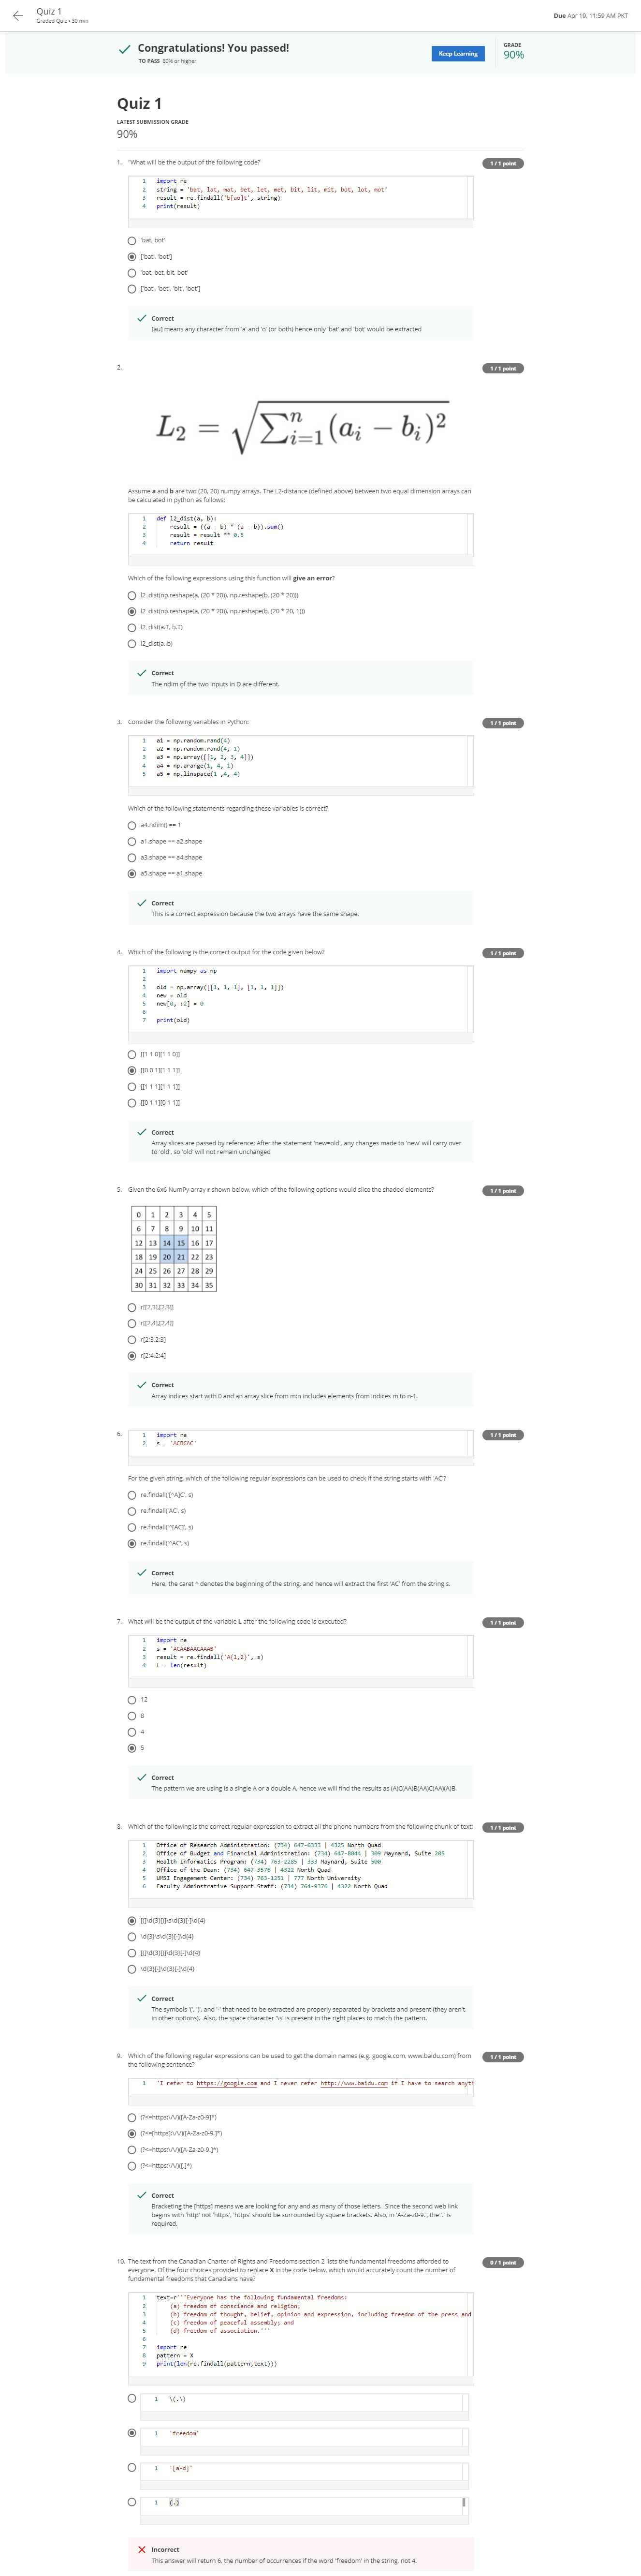 Quiz 1
Graded Quiz • 30 min
Due Apr 19, 11:59 AM PKT
Congratulations! You passed!
TO PASS 80% or higher
Keep Learning
GRADE
90%
Quiz 1
LATEST SUBMISSION GRADE
90%
1. "What will be the output of the following code?
1 / 1 point
1 import re
2 string = 'bat, lat, mat, bet, let, met, bit, lit, mit, bot, lot, mot'
3 result = re.findall('b[ao]t', string)
4 print(result)
'bat, bot'
['bat', 'bot']
'bat, bet, bit, bot'
['bat', 'bet', 'bit', 'bot']
Correct
[au] means any character from 'a' and 'o' (or both) hence only 'bat' and 'bot' would be extracted
2.
1 / 1 point
L2 = √∑ⁿi=1(ai − bi)²
Assume a and b are two (20, 20) numpy arrays. The L2-distance (defined above) between two equal dimension arrays can
be calculated in python as follows:
1 def l2_dist(a, b):
2 result = ((a - b) * (a - b)).sum()
3 result = result ** 0.5
4 return result
Which of the following expressions using this function will give an error?
l2_dist(np.reshape(a, (20 * 20)), np.reshape(b, (20 * 20)))
l2_dist(np.reshape(a, (20 * 20)), np.reshape(b, (20 * 20, 1)))
l2_dist(a.T, b.T)
l2_dist(a, b)
Correct
The ndim of the two inputs in D are different.
3. Consider the following variables in Python:
1 / 1 point
1 a1 = np.random.rand(4)
2 a2 = np.random.rand(4, 1)
3 a3 = np.array([[1, 2, 3, 4]])
4 a4 = np.arange(1, 4, 1)
5 a5 = np.linspace(1 ,4, 4)
Which of the following statements regarding these variables is correct?
a4.ndim() == 1
a1.shape == a2.shape
a3.shape == a4.shape
a5.shape == a1.shape
Correct
This is a correct expression because the two arrays have the same shape.
4. Which of the following is the correct output for the code given below?
1 / 1 point
1 import numpy as np
2
3 old = np.array([[1, 1, 1], [1, 1, 1]])
4 new = old
5 new[0, :2] = 0
6
7 print(old)
[[1 1 0][1 1 0]]
[[0 0 1][1 1 1]]
[[1 1 1][1 1 1]]
[[0 1 1][0 1 1]]
Correct
Array slices are passed by reference; After the statement 'new=old', any changes made to 'new' will carry over
to 'old', so 'old' will not remain unchanged
5. Given the 6x6 NumPy array r shown below, which of the following options would slice the shaded elements?
1 / 1 point
0 1 2 3 4 5
6 7 8 9 10 11
12 13 14 15 16 17
18 19 20 21 22 23
24 25 26 27 28 29
30 31 32 33 34 35
r[[2,3],[2,3]]
r[[2,4],[2,4]]
r[2:3,2:3]
r[2:4,2:4]
Correct
Array indices start with 0 and an array slice from m:n includes elements from indices m to n-1.
6.
1 / 1 point
1 import re
2 s = 'ACBCAC'
For the given string, which of the following regular expressions can be used to check if the string starts with 'AC'?
re.findall('[^A]C', s)
re.findall('AC', s)
re.findall('^[AC]', s)
re.findall('^AC', s)
Correct
Here, the caret ^ denotes the beginning of the string, and hence will extract the first 'AC' from the string s.
7. What will be the output of the variable L after the following code is executed?
1 / 1 point
1 import re
2 s = 'ACAABAACAAAB'
3 result = re.findall('A{1,2}', s)
4 L = len(result)
12
8
4
5
Correct
The pattern we are using is a single A or a double A, hence we will find the results as (A)C(AA)B(AA)C(AA)(A)B.
8. Which of the following is the correct regular expression to extract all the phone numbers from the following chunk of text:
1 / 1 point
1 Office of Research Administration: (734) 647-6333 | 4325 North Quad
2 Office of Budget and Financial Administration: (734) 647-8044 | 309 Maynard, Suite 205
3 Health Informatics Program: (734) 763-2285 | 333 Maynard, Suite 500
4 Office of the Dean: (734) 647-3576 | 4322 North Quad
5 UMSI Engagement Center: (734) 763-1251 | 777 North University
6 Faculty Adminstrative Support Staff: (734) 764-9376 | 4322 North Quad
[(]\d{3}[)]\s\d{3}[-]\d{4}
\d{3}\s\d{3}[-]\d{4}
[(]\d{3}[)]\d{3}[-]\d{4}
\d{3}[-]\d{3}[-]\d{4}
Correct
The symbols '(', ')', and '-' that need to be extracted are properly separated by brackets and present (they aren't
in other options). Also, the space character '\s' is present in the right places to match the pattern.
9. Which of the following regular expressions can be used to get the domain names (e.g. google.com, www.baidu.com) from
the following sentence?
1 / 1 point
1 'I refer to https://google.com and I never refer http://www.baidu.com if I have to search anyth
(?<=https:\/\/)([A-Za-z0-9]*)
(?<=[https]:\/\/)([A-Za-z0-9.]*)
(?<=https:\/\/)([A-Za-z0-9.]*)
(?<=https:\/\/)([.]*)
Correct
Bracketing the [https] means we are looking for any and as many of those letters. Since the second web link
begins with 'http' not 'https', 'https' should be surrounded by square brackets. Also, in 'A-Za-z0-9.', the '.' is
required.
10. The text from the Canadian Charter of Rights and Freedoms section 2 lists the fundamental freedoms afforded to
everyone. Of the four choices provided to replace X in the code below, which would accurately count the number of
fundamental freedoms that Canadians have?
0 / 1 point
1 text=r'''Everyone has the following fundamental freedoms:
2 (a) freedom of conscience and religion;
3 (b) freedom of thought, belief, opinion and expression, including freedom of the press and
4 (c) freedom of peaceful assembly; and
5 (d) freedom of association.'''
6
7 import re
8 pattern = X
9 print(len(re.findall(pattern,text)))
1 \(.\)
1 'freedom'
1 '[a-d]'
1 (.)
Incorrect
This answer will return 6, the number of occurrences if the word 'freedom' in the string, not 4.